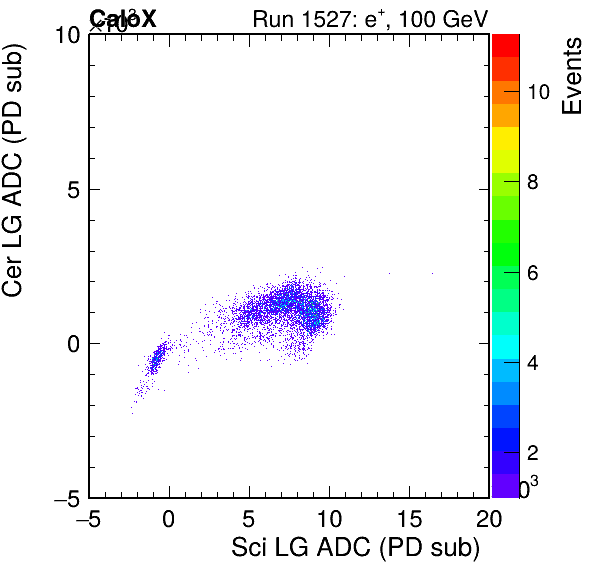 CaloX Run 1527: e⁺, 100 GeV
×10³
10
5
0
−5
Cer LG ADC (PD sub)
−5 0 5 10 15 20
Sci LG ADC (PD sub)
10
8
6
4
2
Events